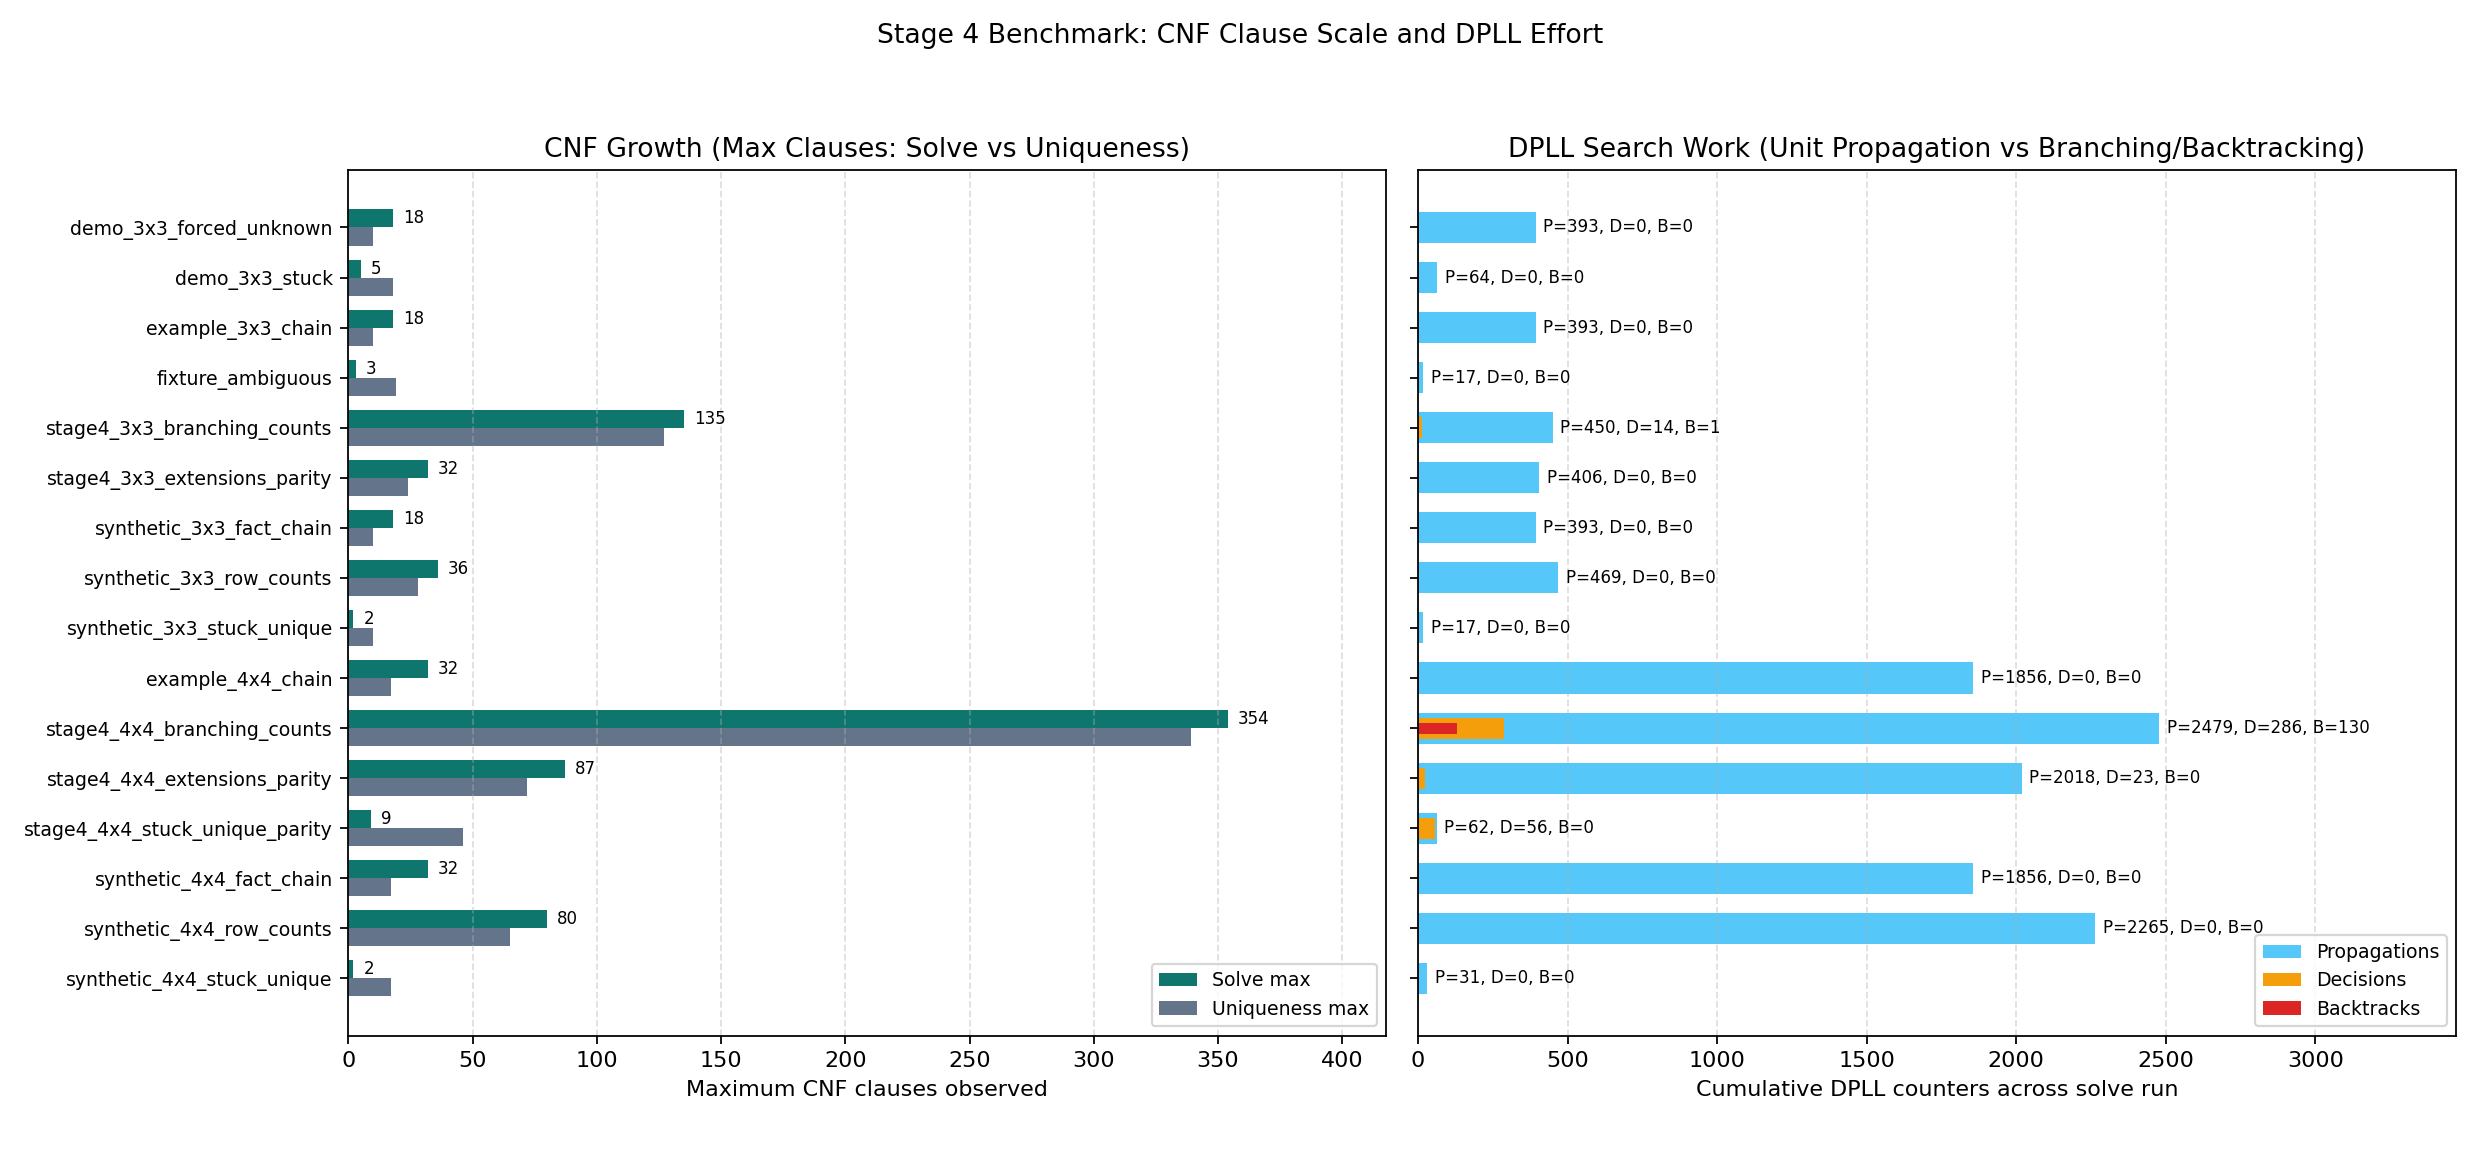 Stage 4 Benchmark: CNF Clause Scale and DPLL Effort
CNF Growth (Max Clauses: Solve vs Uniqueness)
demo_3x3_forced_unknown 18
demo_3x3_stuck 5
example_3x3_chain 18
fixture_ambiguous 3
stage4_3x3_branching_counts 135
stage4_3x3_extensions_parity 32
synthetic_3x3_fact_chain 18
synthetic_3x3_row_counts 36
synthetic_3x3_stuck_unique 2
example_4x4_chain 32
stage4_4x4_branching_counts 354
stage4_4x4_extensions_parity 87
stage4_4x4_stuck_unique_parity 9
synthetic_4x4_fact_chain 32
synthetic_4x4_row_counts 80
synthetic_4x4_stuck_unique 2
Solve max
Uniqueness max
0 50 100 150 200 250 300 350 400
Maximum CNF clauses observed
DPLL Search Work (Unit Propagation vs Branching/Backtracking)
P=393, D=0, B=0
P=64, D=0, B=0
P=393, D=0, B=0
P=17, D=0, B=0
P=450, D=14, B=1
P=406, D=0, B=0
P=393, D=0, B=0
P=469, D=0, B=0
P=17, D=0, B=0
P=1856, D=0, B=0
P=2479, D=286, B=130
P=2018, D=23, B=0
P=62, D=56, B=0
P=1856, D=0, B=0
P=2265, D=0, B=0
P=31, D=0, B=0
Propagations
Decisions
Backtracks
0 500 1000 1500 2000 2500 3000
Cumulative DPLL counters across solve run